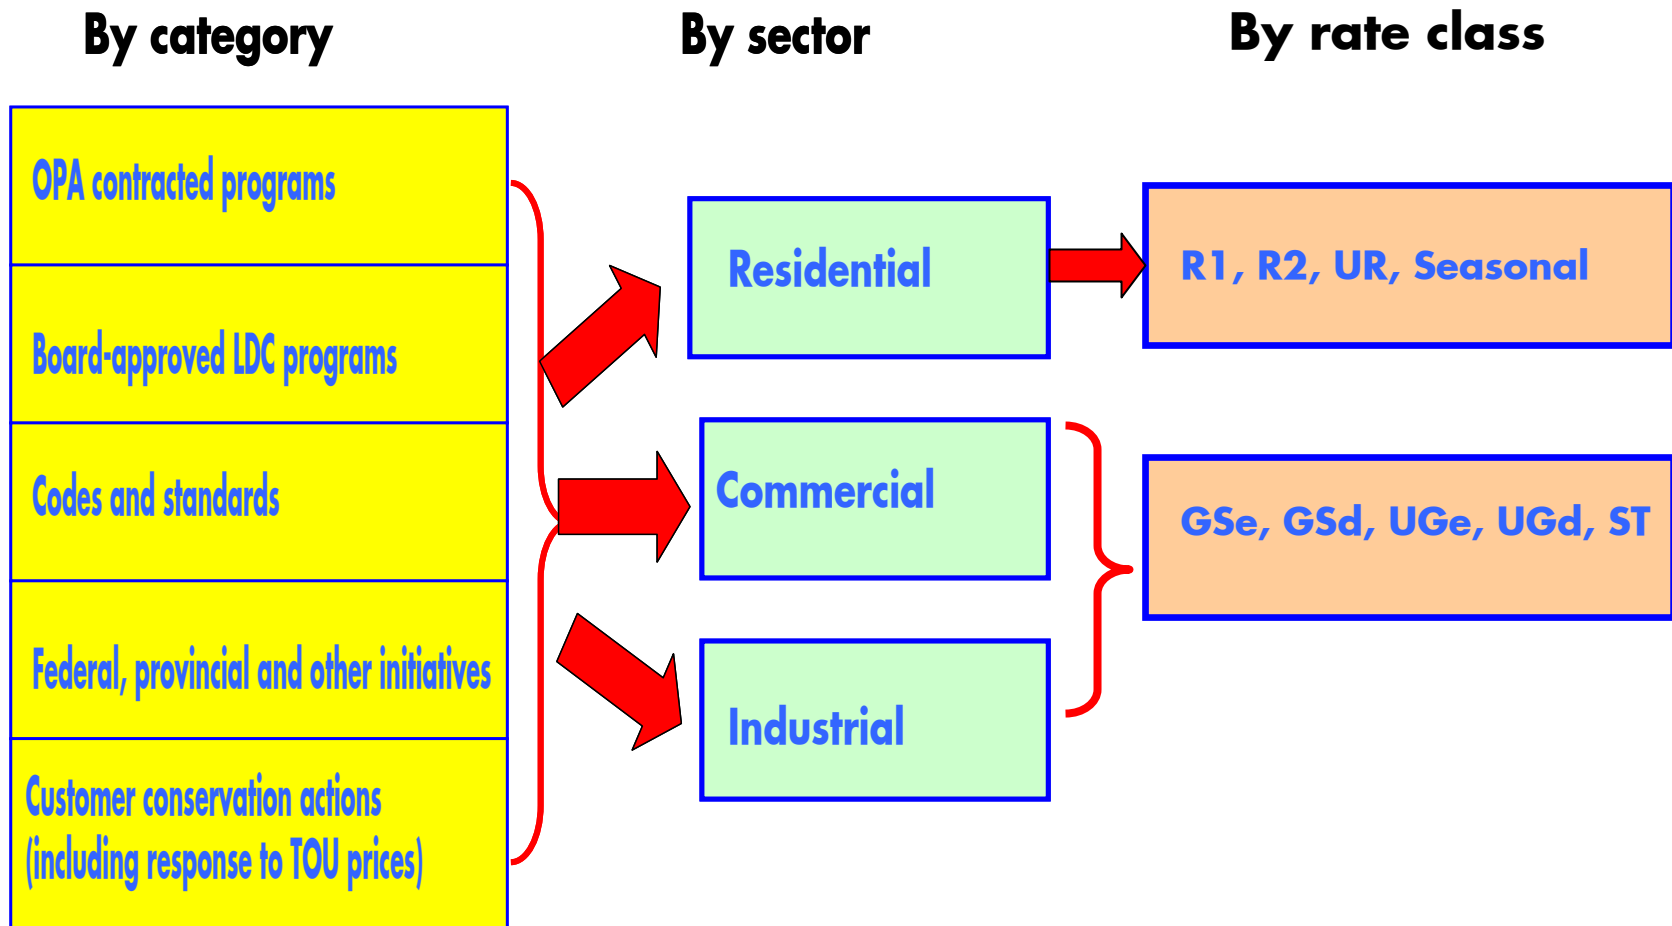 By category
By sector
By rate class
OPA contracted programs
Board-approved LDC programs
Codes and standards
Federal, provincial and other initiatives
Customer conservation actions
(including response to TOU prices)
Residential
Commercial
Industrial
R1, R2, UR, Seasonal
GSe, GSd, UGe, UGd, ST